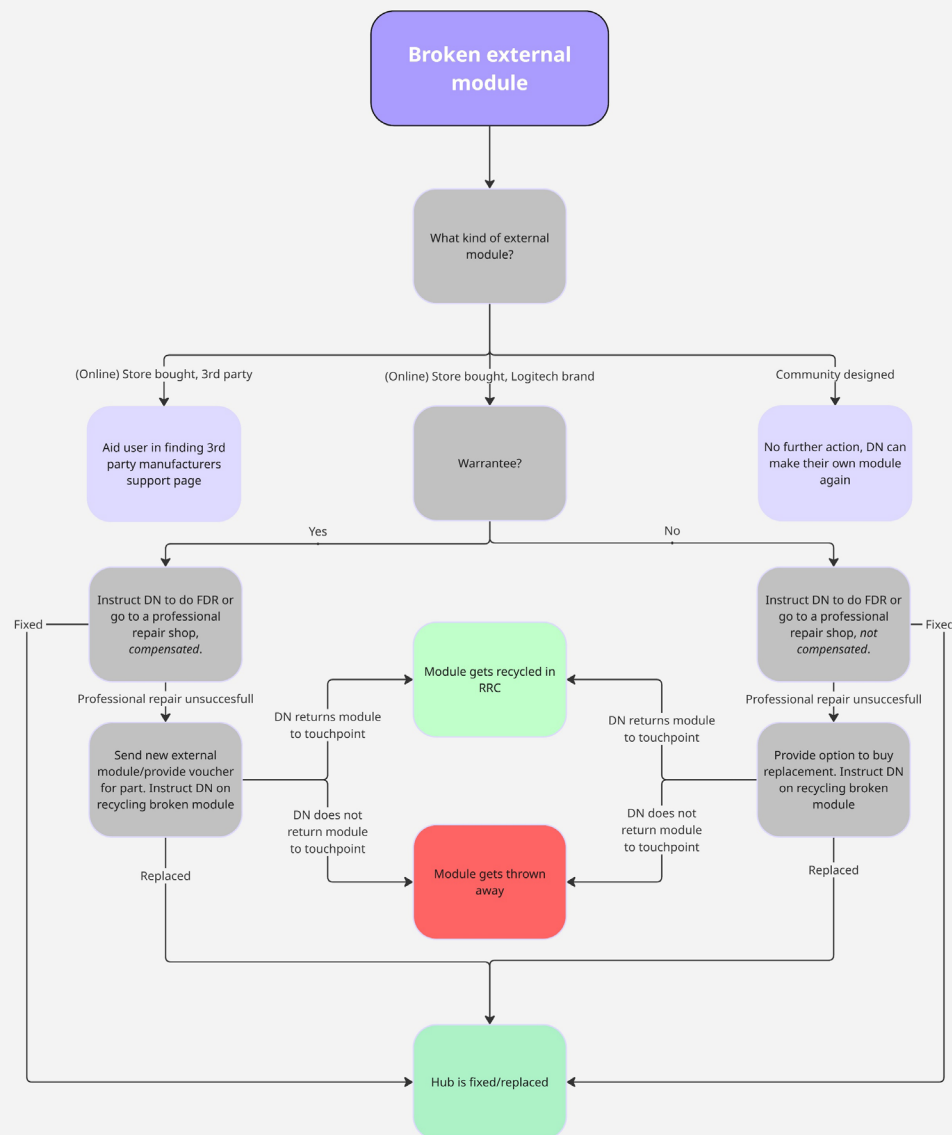 Broken external
module
What kind of external
module?
(Online) Store bought, 3rd party
(Online) Store bought, Logitech brand
Community designed
Aid user in finding 3rd
party manufacturers
support page
Warrantee?
No further action, DN can
make their own module
again
Yes
No
Instruct DN to do FDR or
go to a professional
repair shop,
compensated.
Instruct DN to do FDR or
go to a professional
repair shop, not
compensated.
Fixed
Fixed
Module gets recycled in
RRC
Professional repair unsuccesfull
Professional repair unsuccesfull
DN returns module
to touchpoint
DN returns module
to touchpoint
Send new external
module/provide voucher
for part. Instruct DN on
recycling broken module
Provide option to buy
replacement. Instruct DN
on recycling broken
module
DN does not
return module
to touchpoint
DN does not
return module
to touchpoint
Module gets thrown
away
Replaced
Replaced
Hub is fixed/replaced